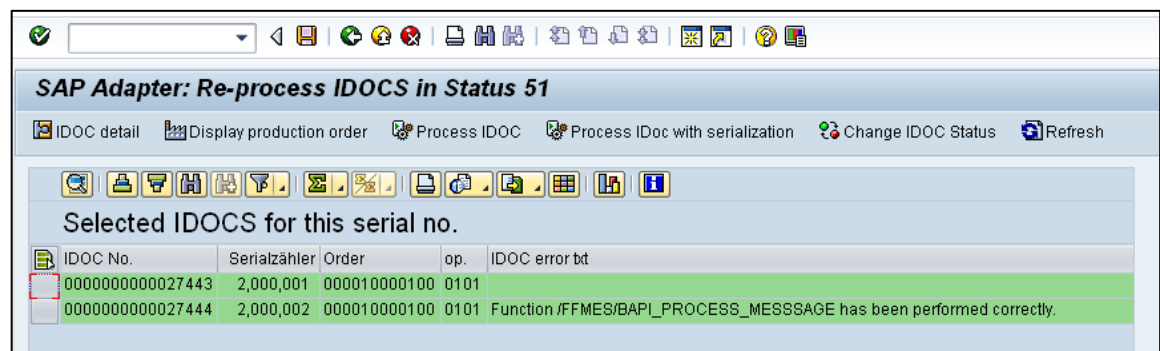 SAP Adapter: Re-process IDOCS in Status 51
IDOC detail Display production order Process IDOC Process IDoc with serialization Change IDOC Status Refresh
Selected IDOCS for this serial no.
IDOC No. Serialzähler Order op. IDOC error txt
0000000000027443 2,000,001 000010000100 0101
0000000000027444 2,000,002 000010000100 0101 Function /FFMES/BAPI_PROCESS_MESSSAGE has been performed correctly.